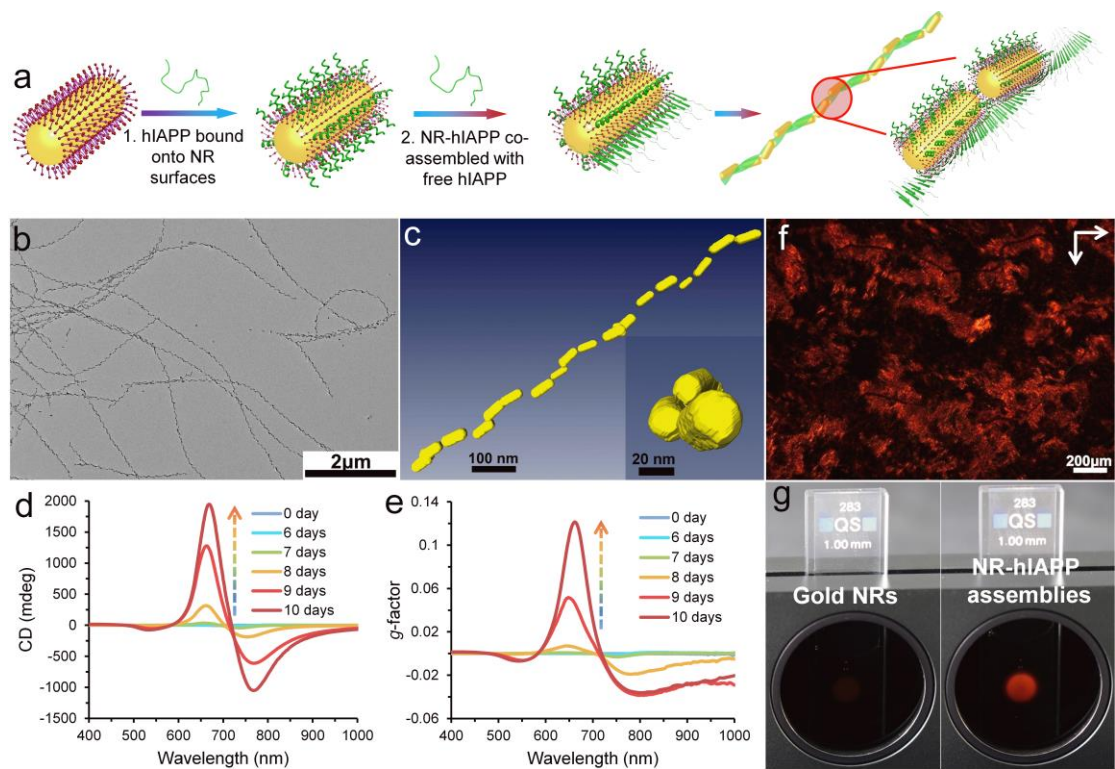 a
1. hIAPP bound
onto NR
surfaces
2. NR-hIAPP co-
assembled with
free hIAPP
b
2μm
c
100 nm
20 nm
f
200μm
d
2000
1500
1000
500
0
-500
-1000
-1500
CD (mdeg)
400 500 600 700 800 900 1000
Wavelength (nm)
0 day
6 days
7 days
8 days
9 days
10 days
e
0.14
0.1
0.06
0.02
-0.02
-0.06
g-factor
400 500 600 700 800 900 1000
Wavelength (nm)
0 day
6 days
7 days
8 days
9 days
10 days
g
283
QS
1.00 mm
Gold NRs
283
QS
1.00 mm
NR-hIAPP
assemblies